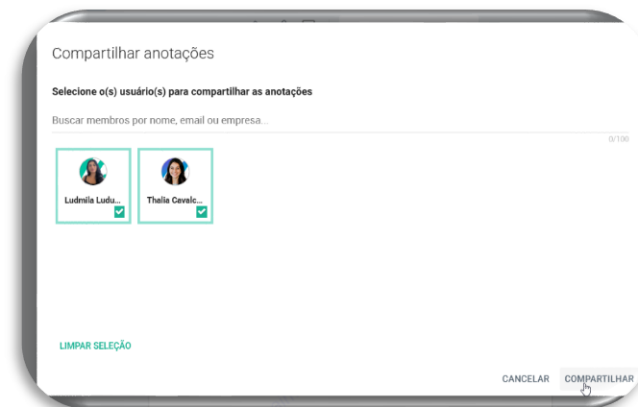 Compartilhar anotações
Selecione o(s) usuário(s) para compartilhar as anotações
Buscar membros por nome, email ou empresa...
0/100
Ludmila Ludu...
Thalia Cavalc...
LIMPAR SELEÇÃO
CANCELAR COMPARTILHAR